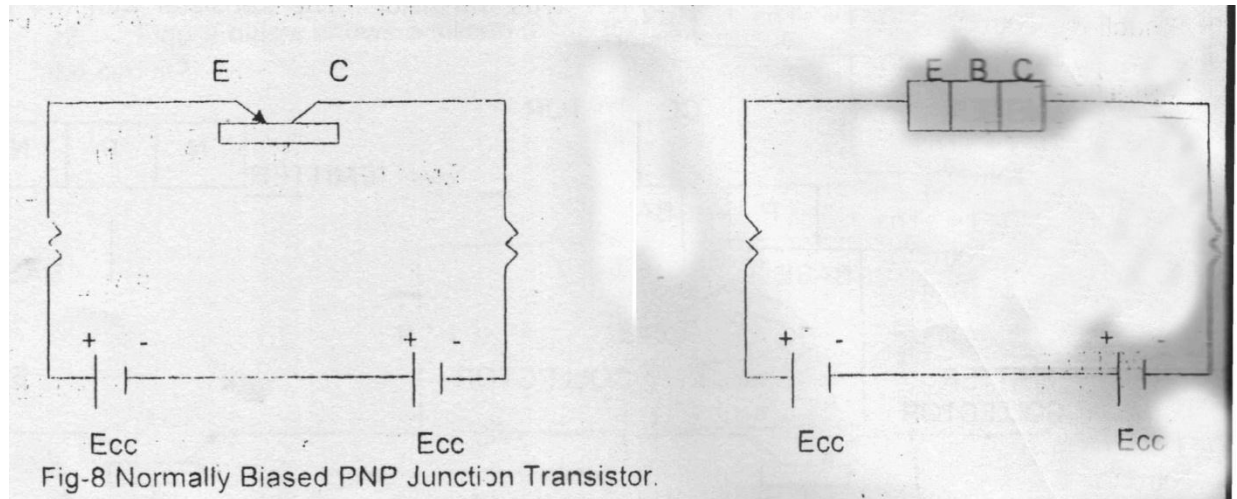 E C
E B C
+ - + -
+ - + -
Ecc Ecc
Ecc Ecc
Fig-8 Normally Biased PNP Junction Transistor.